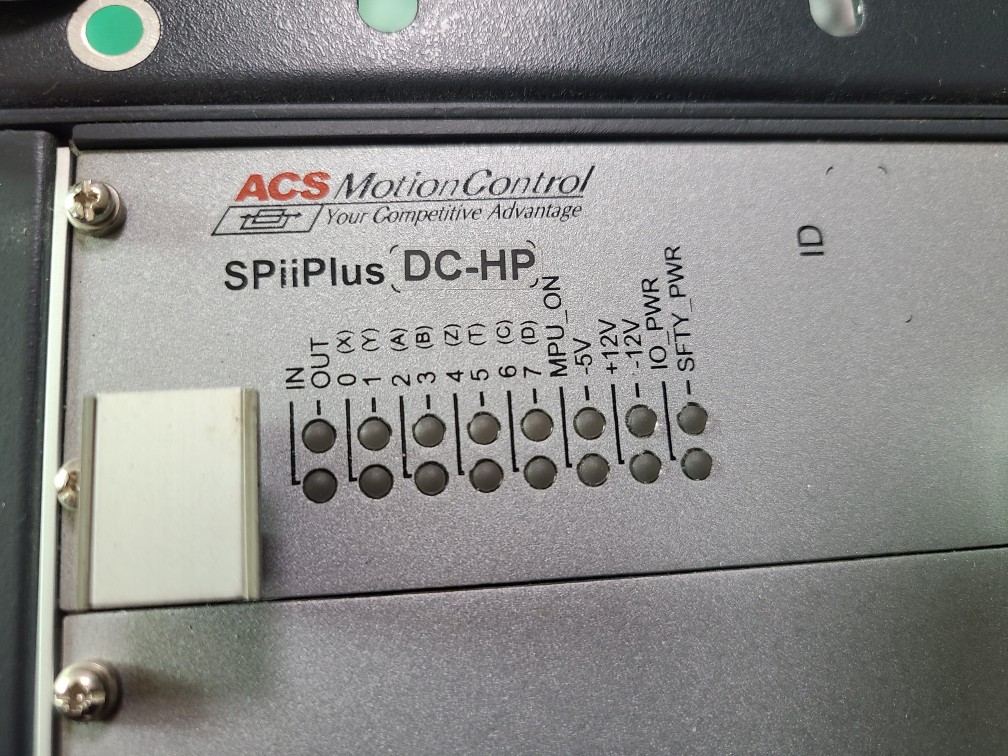 ACS MotionControl
Your Competitive Advantage
SPiiPlus DC-HP
ID
IN
OUT
0 (X)
1 (Y)
2 (A)
3 (B)
4 (Z)
5 (T)
6 (C)
7 (D)
MPU_ON
-5V
+12V
-12V
IO_PWR
SFTY_PWR